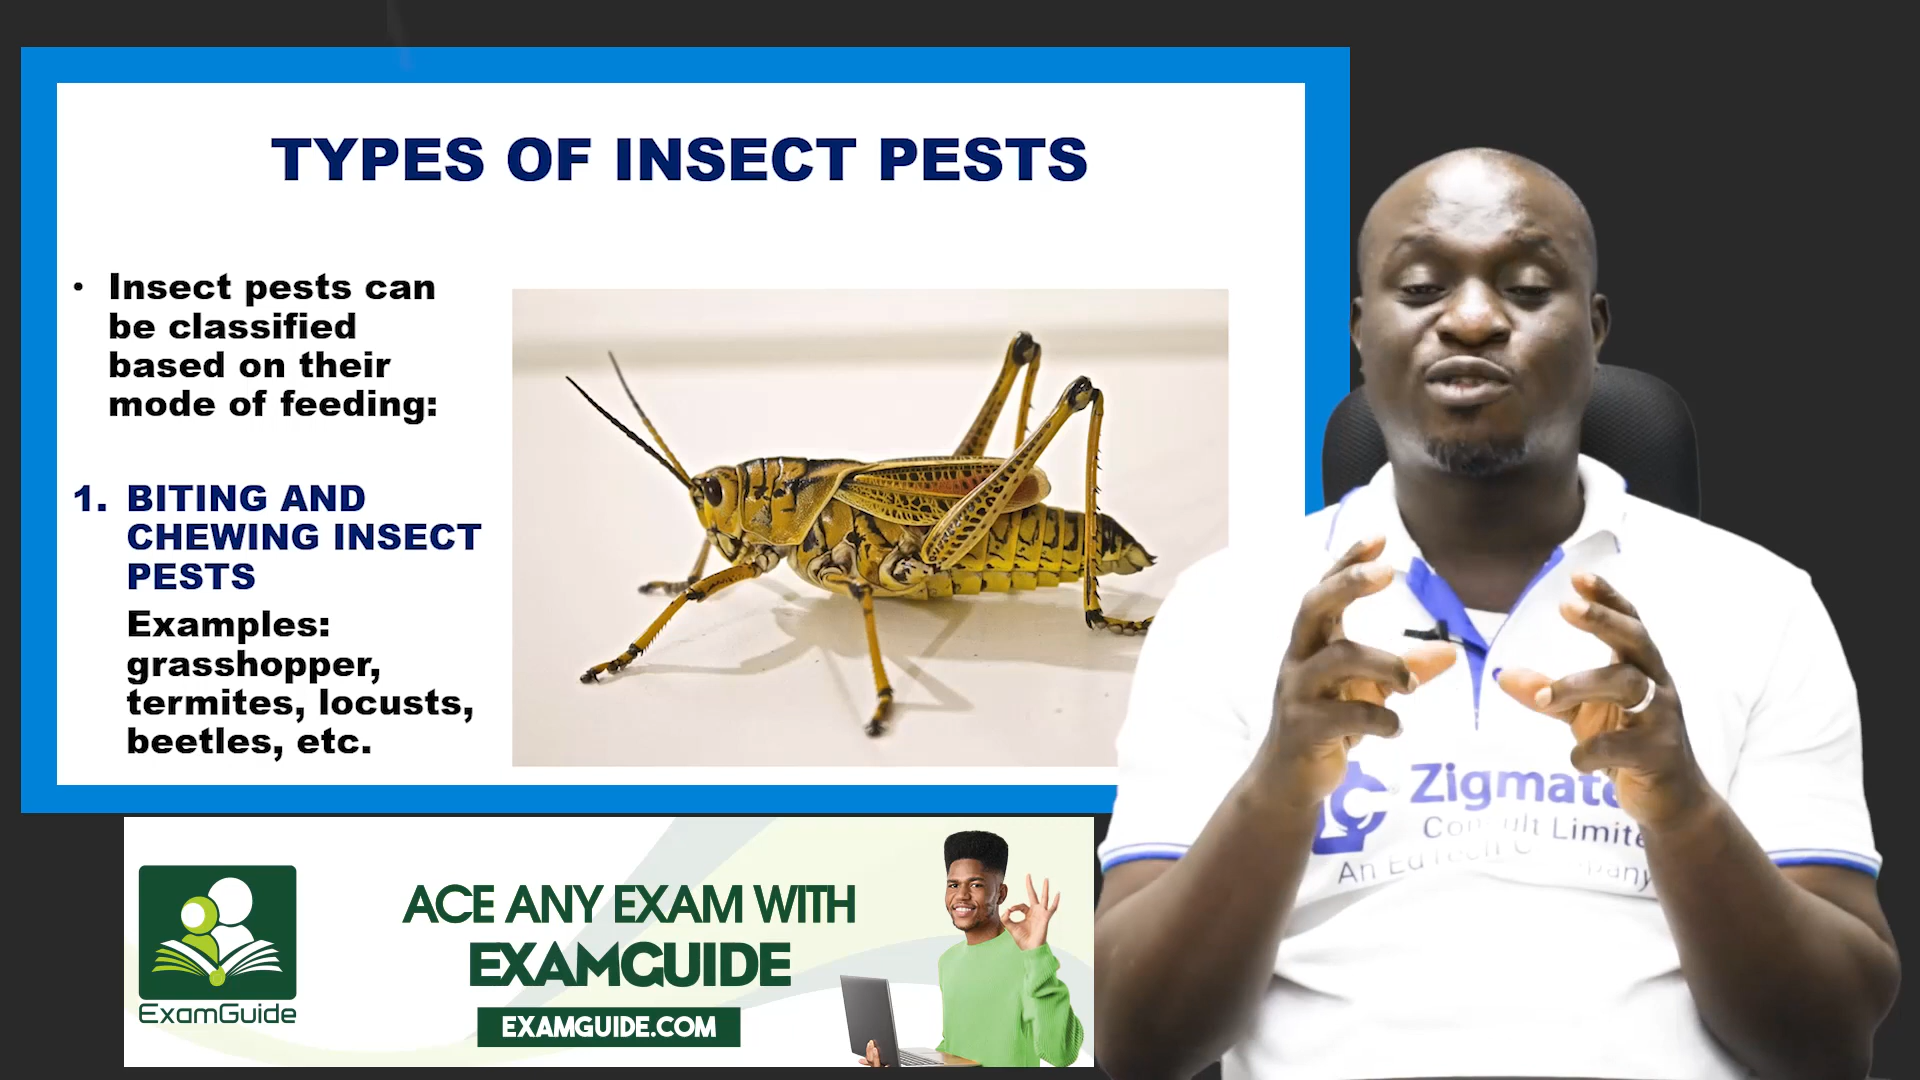 TYPES OF INSECT PESTS
• Insect pests can
be classified
based on their
mode of feeding:
1. BITING AND
CHEWING INSECT
PESTS
Examples:
grasshopper,
termites, locusts,
beetles, etc.
ExamGuide
ACE ANY EXAM WITH
EXAMGUIDE
EXAMGUIDE.COM
Limite
An